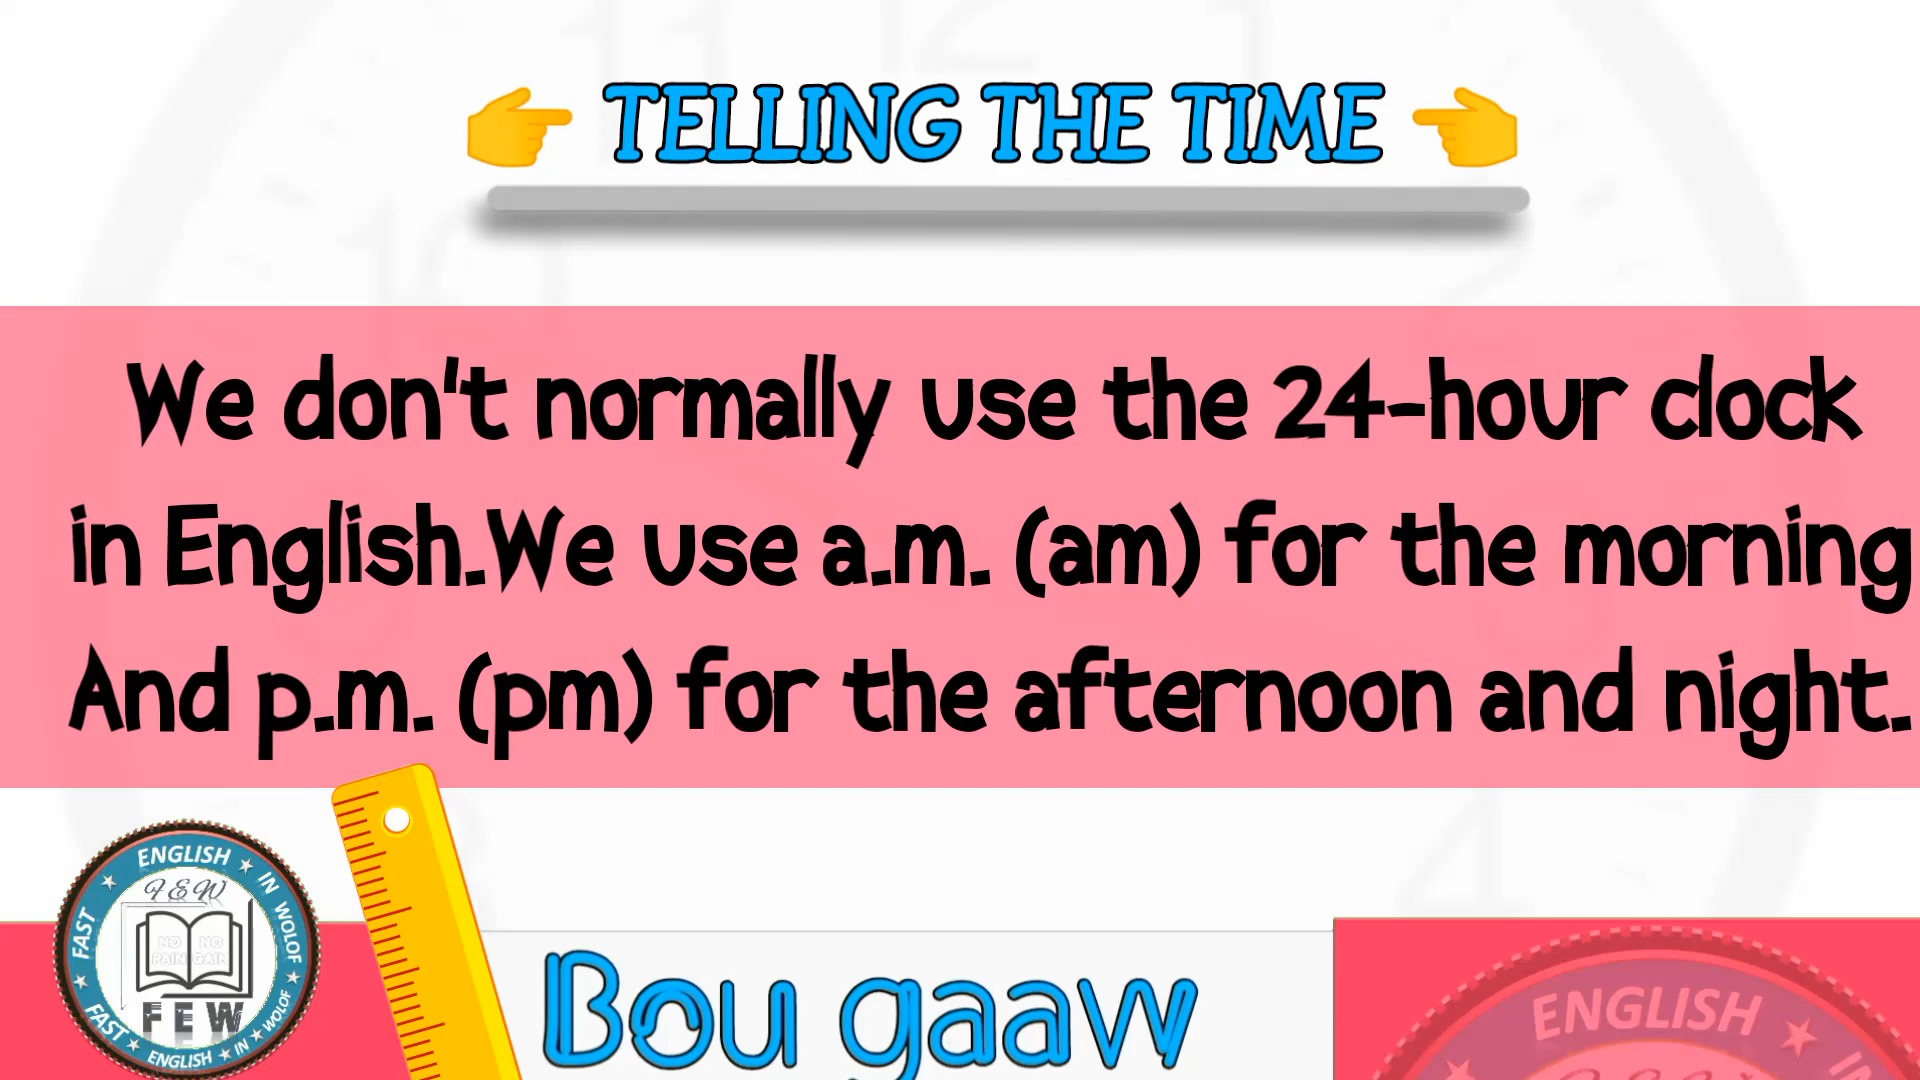 TELLING THE TIME
We don't normally use the 24-hour clock
in English.We use a.m. (am) for the morning
And p.m. (pm) for the afternoon and night.
ENGLISH IN WOLOF
FAST
F&W
NO PAIN NO GAIN
FEW
FAST ENGLISH IN WOLOF
Bou gaaw
ENGLISH
IN